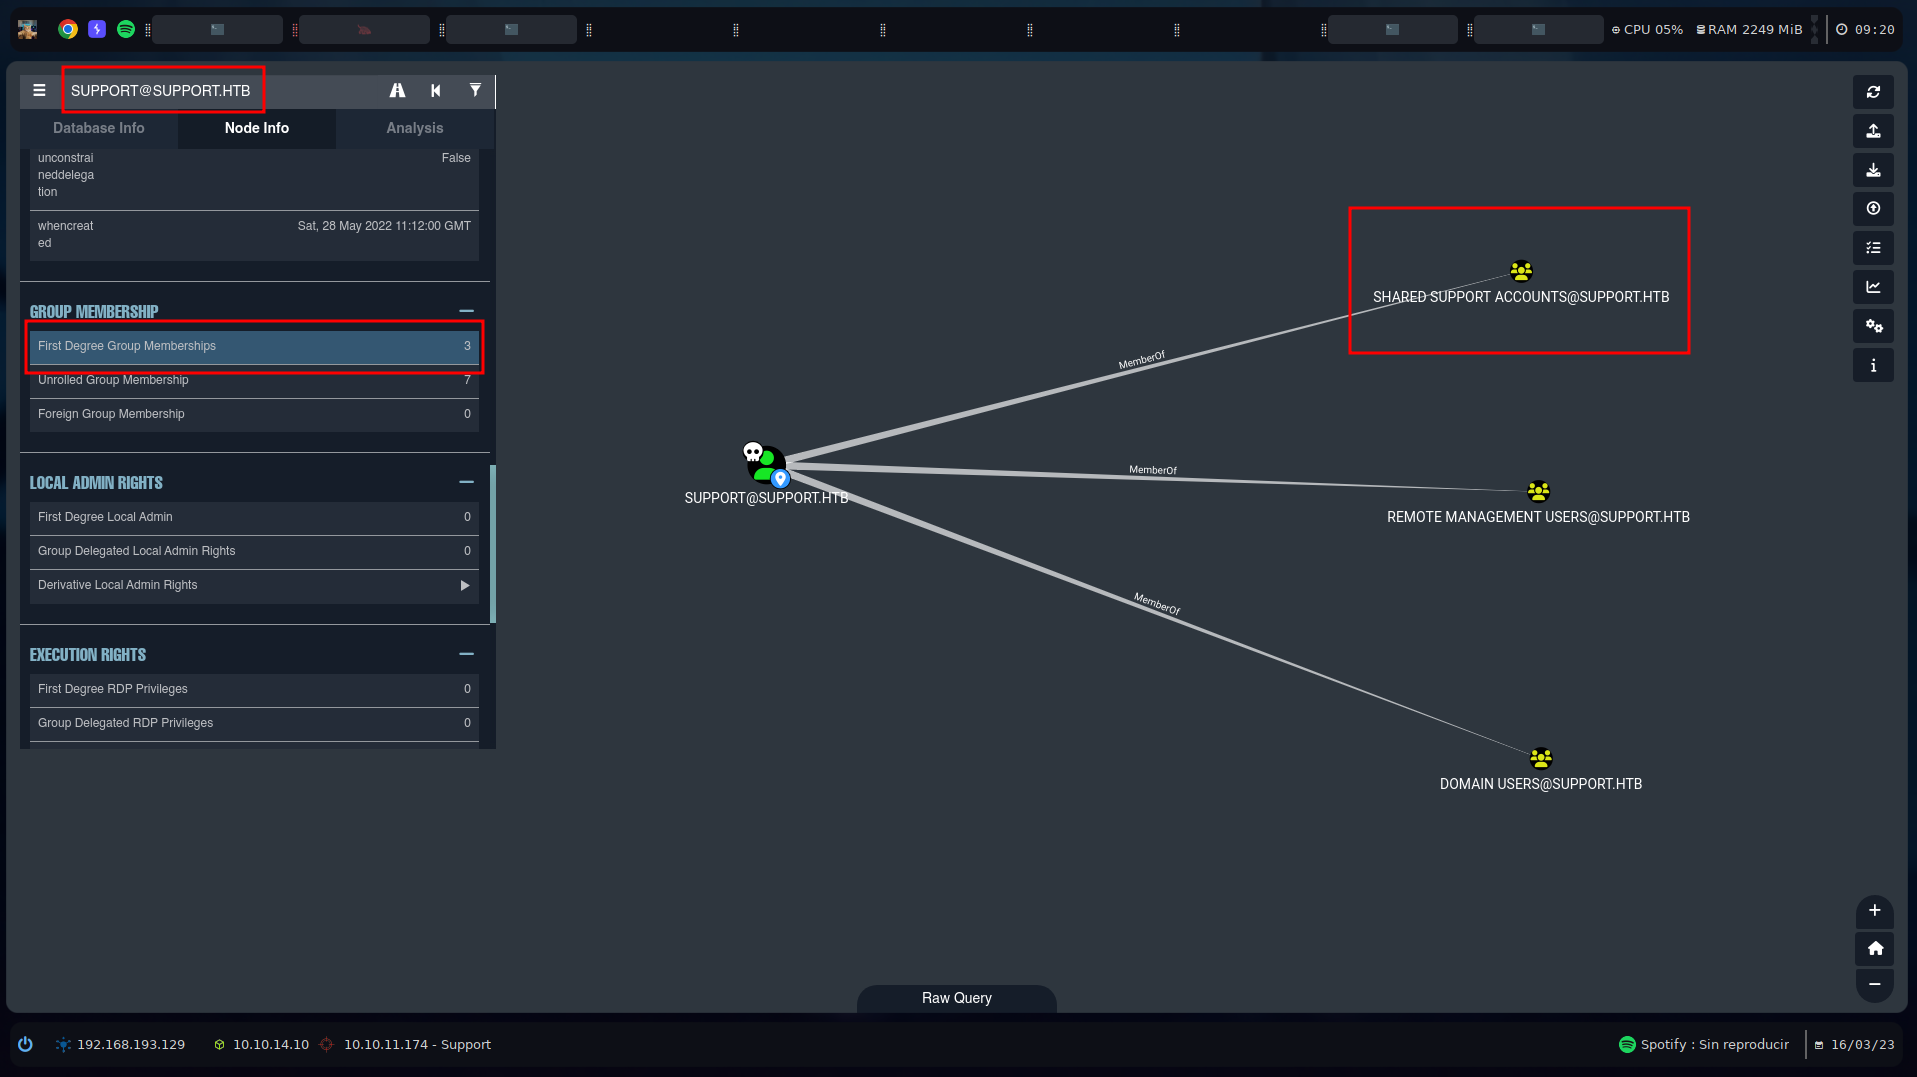 CPU 05%
RAM 2249 MiB
09:20
SUPPORT@SUPPORT.HTB
Database Info
Node Info
Analysis
unconstrai
neddelega
tion
False
whencreat
ed
Sat, 28 May 2022 11:12:00 GMT
GROUP MEMBERSHIP
First Degree Group Memberships 3
Unrolled Group Membership 7
Foreign Group Membership 0
LOCAL ADMIN RIGHTS
First Degree Local Admin 0
Group Delegated Local Admin Rights 0
Derivative Local Admin Rights
EXECUTION RIGHTS
First Degree RDP Privileges 0
Group Delegated RDP Privileges 0
SHARED SUPPORT ACCOUNTS@SUPPORT.HTB
MemberOf
MemberOf
SUPPORT@SUPPORT.HTB
REMOTE MANAGEMENT USERS@SUPPORT.HTB
MemberOf
DOMAIN USERS@SUPPORT.HTB
Raw Query
192.168.193.129
10.10.14.10
10.10.11.174 - Support
Spotify : Sin reproducir
16/03/23